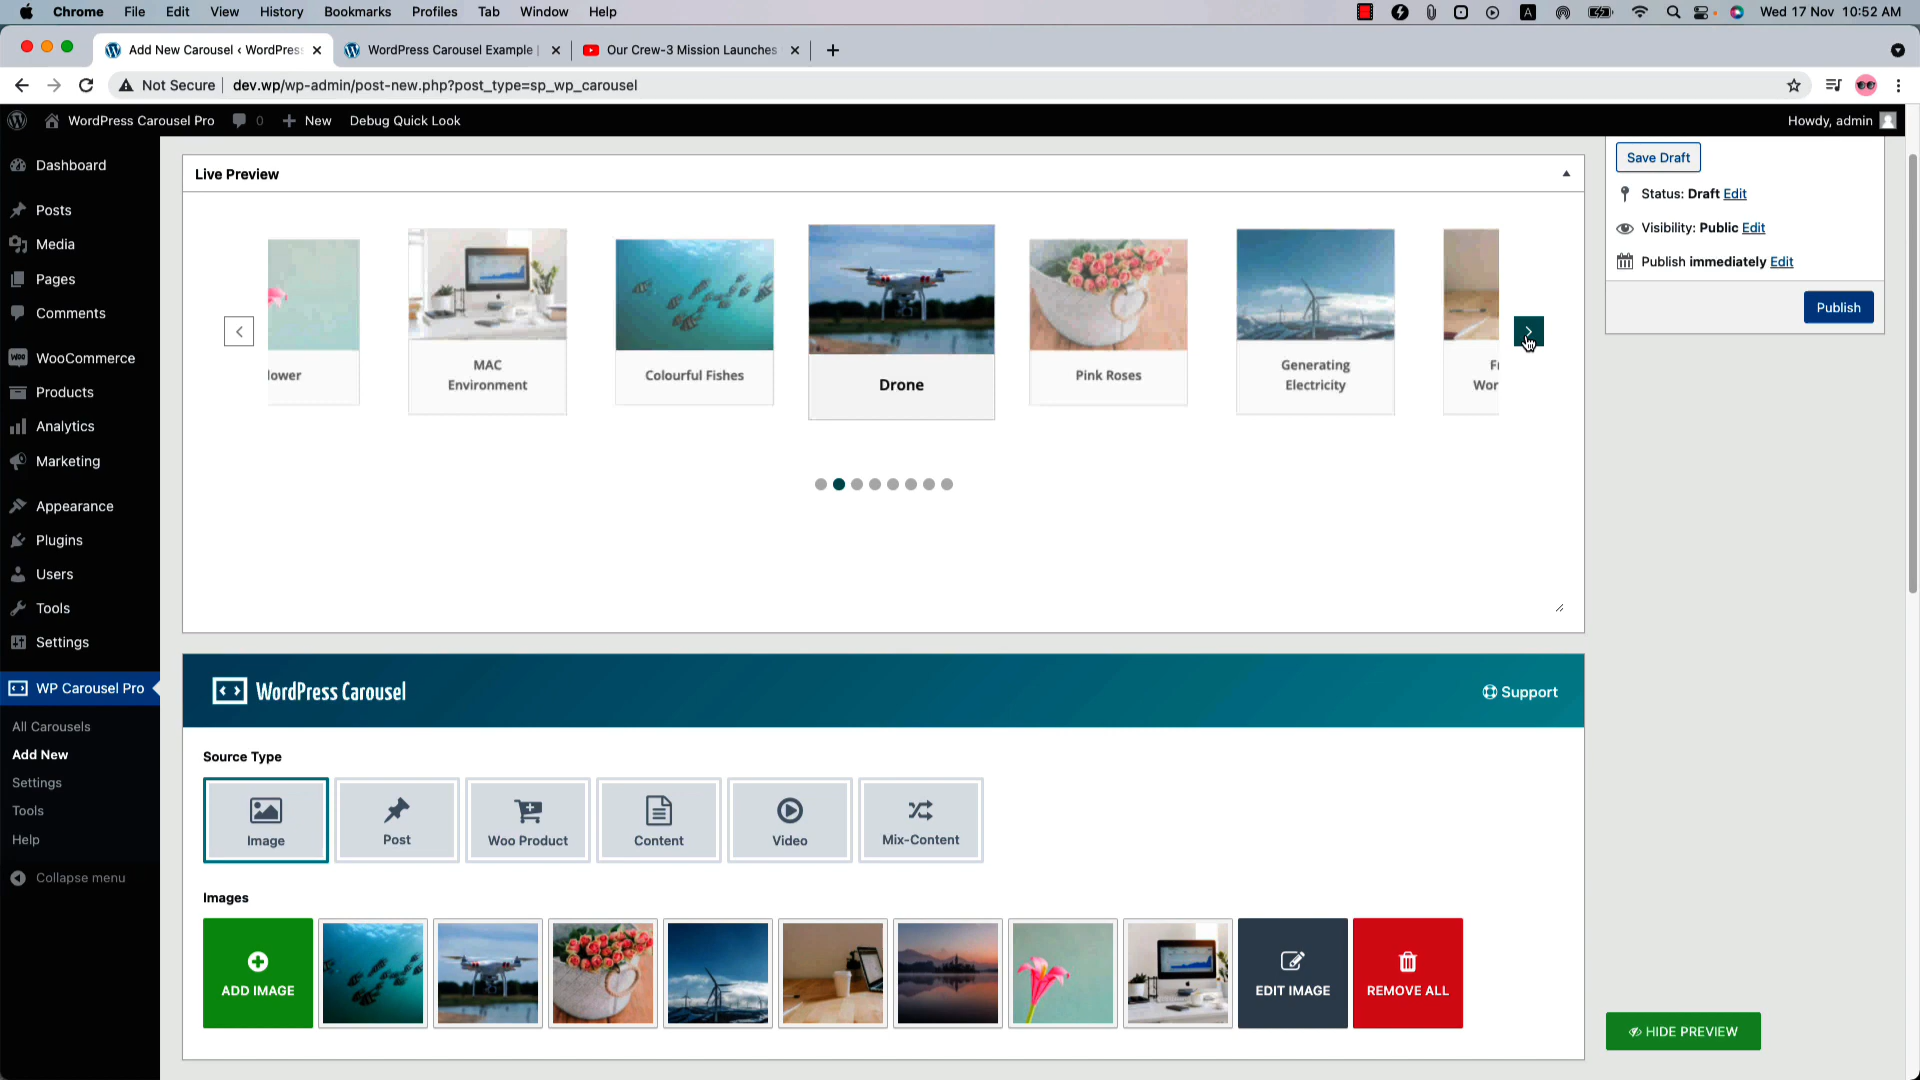 Chrome File Edit View History Bookmarks Profiles Tab Window Help
A Wed 17 Nov 10:52 AM
Add New Carousel ‹ WordPress
WordPress Carousel Example |
Our Crew-3 Mission Launches
Not Secure dev.wp/wp-admin/post-new.php?post_type=sp_wp_carousel
WordPress Carousel Pro 0 New Debug Quick Look Howdy, admin
Dashboard
Posts
Media
Pages
Comments
WooCommerce
Products
Analytics
Marketing
Appearance
Plugins
Users
Tools
Settings
WP Carousel Pro
All Carousels
Add New
Settings
Tools
Help
Collapse menu
Live Preview
lower
MAC
Environment
Colourful Fishes
Drone
Pink Roses
Generating
Electricity
Wor
Save Draft
Status: Draft Edit
Visibility: Public Edit
Publish immediately Edit
Publish
WordPress Carousel
Support
Source Type
Image
Post
Woo Product
Content
Video
Mix-Content
Images
ADD IMAGE
EDIT IMAGE
REMOVE ALL
HIDE PREVIEW